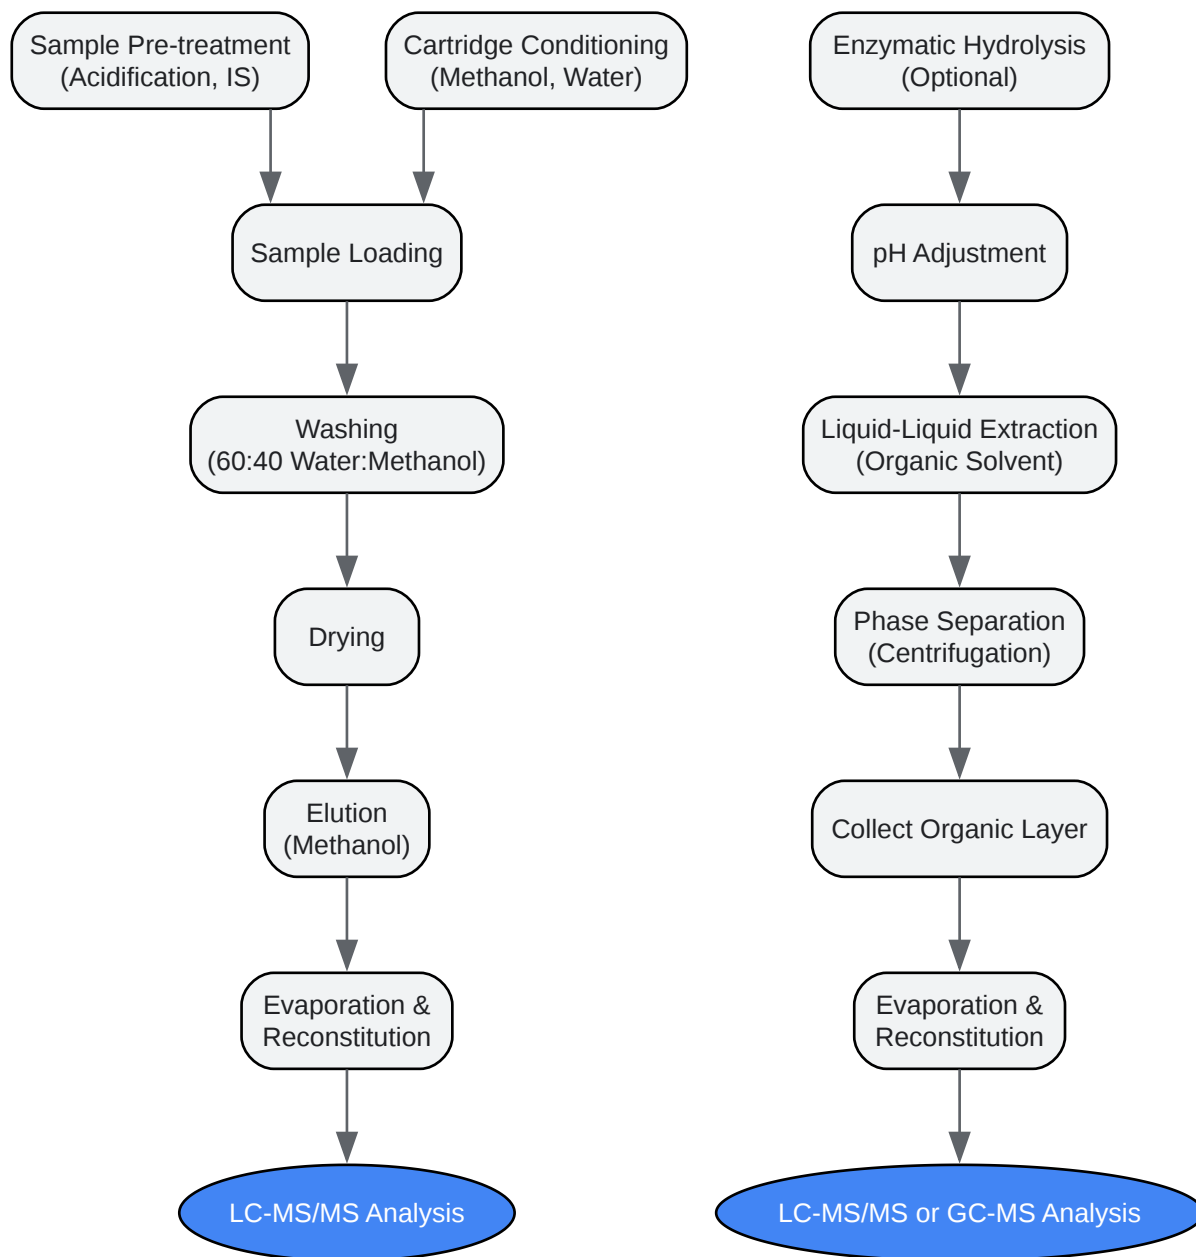 Sample Pre-treatment
(Acidification, IS)
Cartridge Conditioning
(Methanol, Water)
Sample Loading
Washing
(60:40 Water:Methanol)
Drying
Elution
(Methanol)
Evaporation &
Reconstitution
LC-MS/MS Analysis
Enzymatic Hydrolysis
(Optional)
pH Adjustment
Liquid-Liquid Extraction
(Organic Solvent)
Phase Separation
(Centrifugation)
Collect Organic Layer
Evaporation &
Reconstitution
LC-MS/MS or GC-MS Analysis